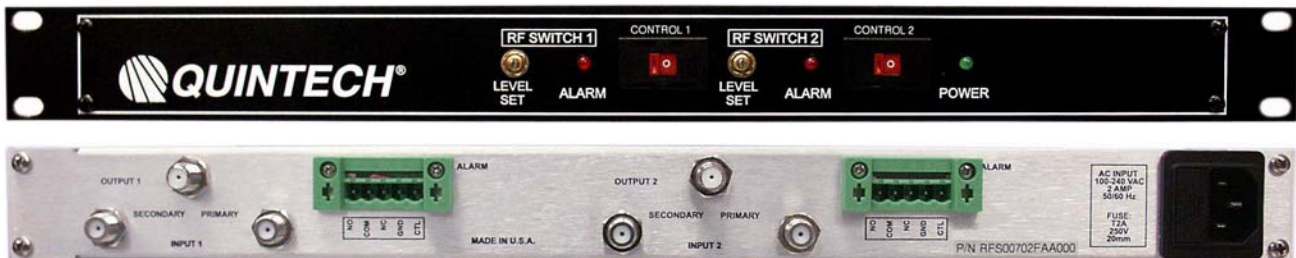 RF SWITCH 1
CONTROL 1
RF SWITCH 2
CONTROL 2
QUINTECH®
LEVEL
SET
ALARM
LEVEL
SET
ALARM
POWER
ALARM
ALARM
OUTPUT 1
OUTPUT 2
SECONDARY PRIMARY
SECONDARY PRIMARY
INPUT 1
INPUT 2
NO
COM
NC
GND
CTL
NO
COM
NC
GND
CTL
MADE IN U.S.A.
P/N RFS00702FAA000
AC INPUT
100-240 VAC
2 AMP
50/60 Hz
FUSE:
T2A
250V
20mm